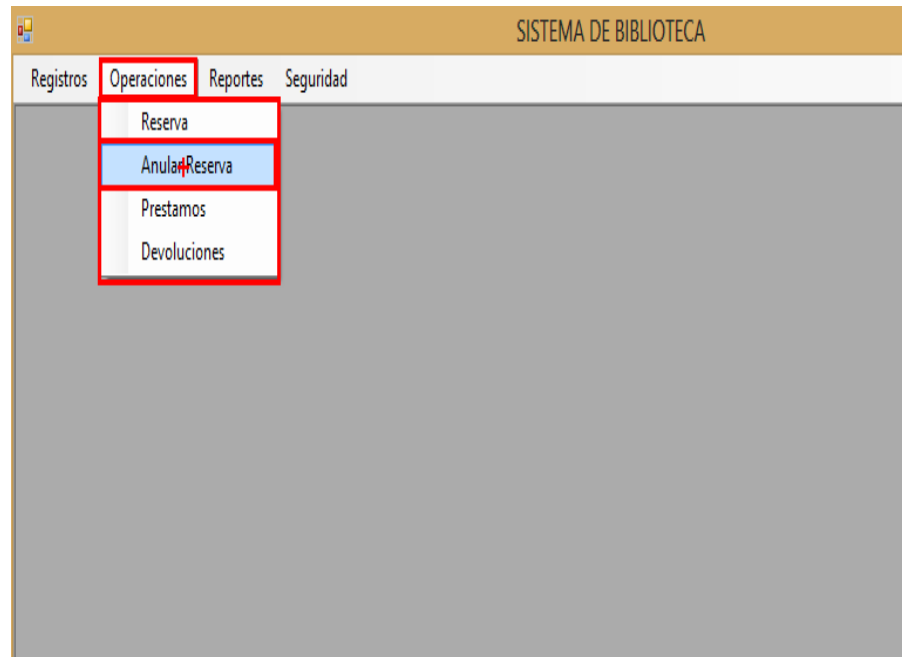 SISTEMA DE BIBLIOTECA
Registros Operaciones Reportes Seguridad
Reserva
Anular Reserva
Prestamos
Devoluciones